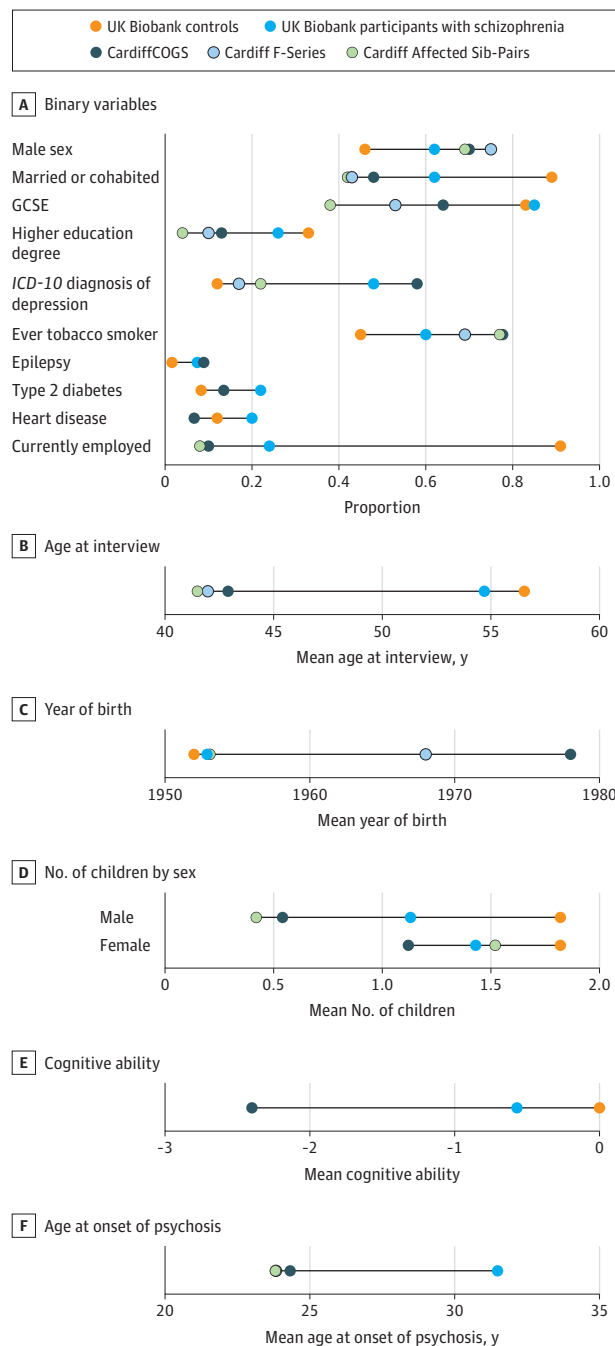 UK Biobank controls UK Biobank participants with schizophrenia
CardiffCOGS Cardiff F-Series Cardiff Affected Sib-Pairs
A Binary variables
Male sex
Married or cohabited
GCSE
Higher education
degree
ICD-10 diagnosis of
depression
Ever tobacco smoker
Epilepsy
Type 2 diabetes
Heart disease
Currently employed
0 0.2 0.4 0.6 0.8 1.0
Proportion
B Age at interview
40 45 50 55 60
Mean age at interview, y
C Year of birth
1950 1960 1970 1980
Mean year of birth
D No. of children by sex
Male
Female
0 0.5 1.0 1.5 2.0
Mean No. of children
E Cognitive ability
-3 -2 -1 0
Mean cognitive ability
F Age at onset of psychosis
20 25 30 35
Mean age at onset of psychosis, y